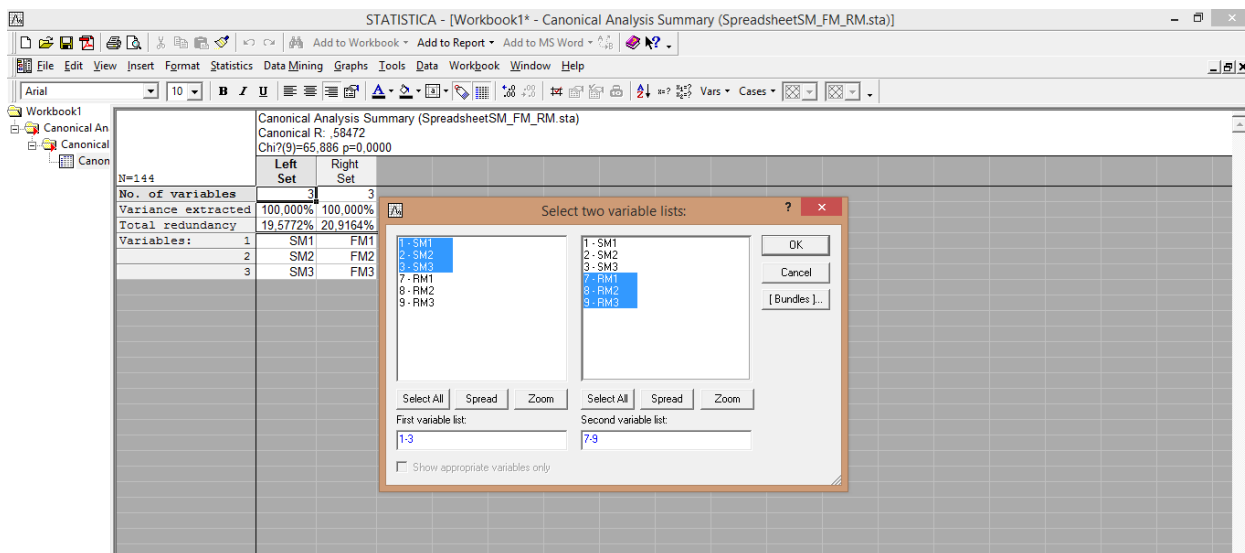 STATISTICA - [Workbook1* - Canonical Analysis Summary (SpreadsheetSM_FM_RM.sta)]
Add to Workbook Add to Report Add to MS Word
File Edit View Insert Format Statistics Data Mining Graphs Tools Data Workbook Window Help
Arial 10 B I U Vars Cases
Workbook1
Canonical An
Canonical
Canon
Canonical Analysis Summary (SpreadsheetSM_FM_RM.sta)
Canonical R: ,58472
Chi?(9)=65,886 p=0,0000
N=144 Left Set Right Set
No. of variables 3 3
Variance extracted 100,000% 100,000%
Total redundancy 19,5772% 20,9164%
Variables: 1 SM1 FM1
2 SM2 FM2
3 SM3 FM3
Select two variable lists: ?
1 - SM1
2 - SM2
3 - SM3
7 - RM1
8 - RM2
9 - RM3
1 - SM1
2 - SM2
3 - SM3
7 - RM1
8 - RM2
9 - RM3
OK
Cancel
[ Bundles ]...
Select All Spread Zoom
Select All Spread Zoom
First variable list:
Second variable list:
1-3
7-9
Show appropriate variables only